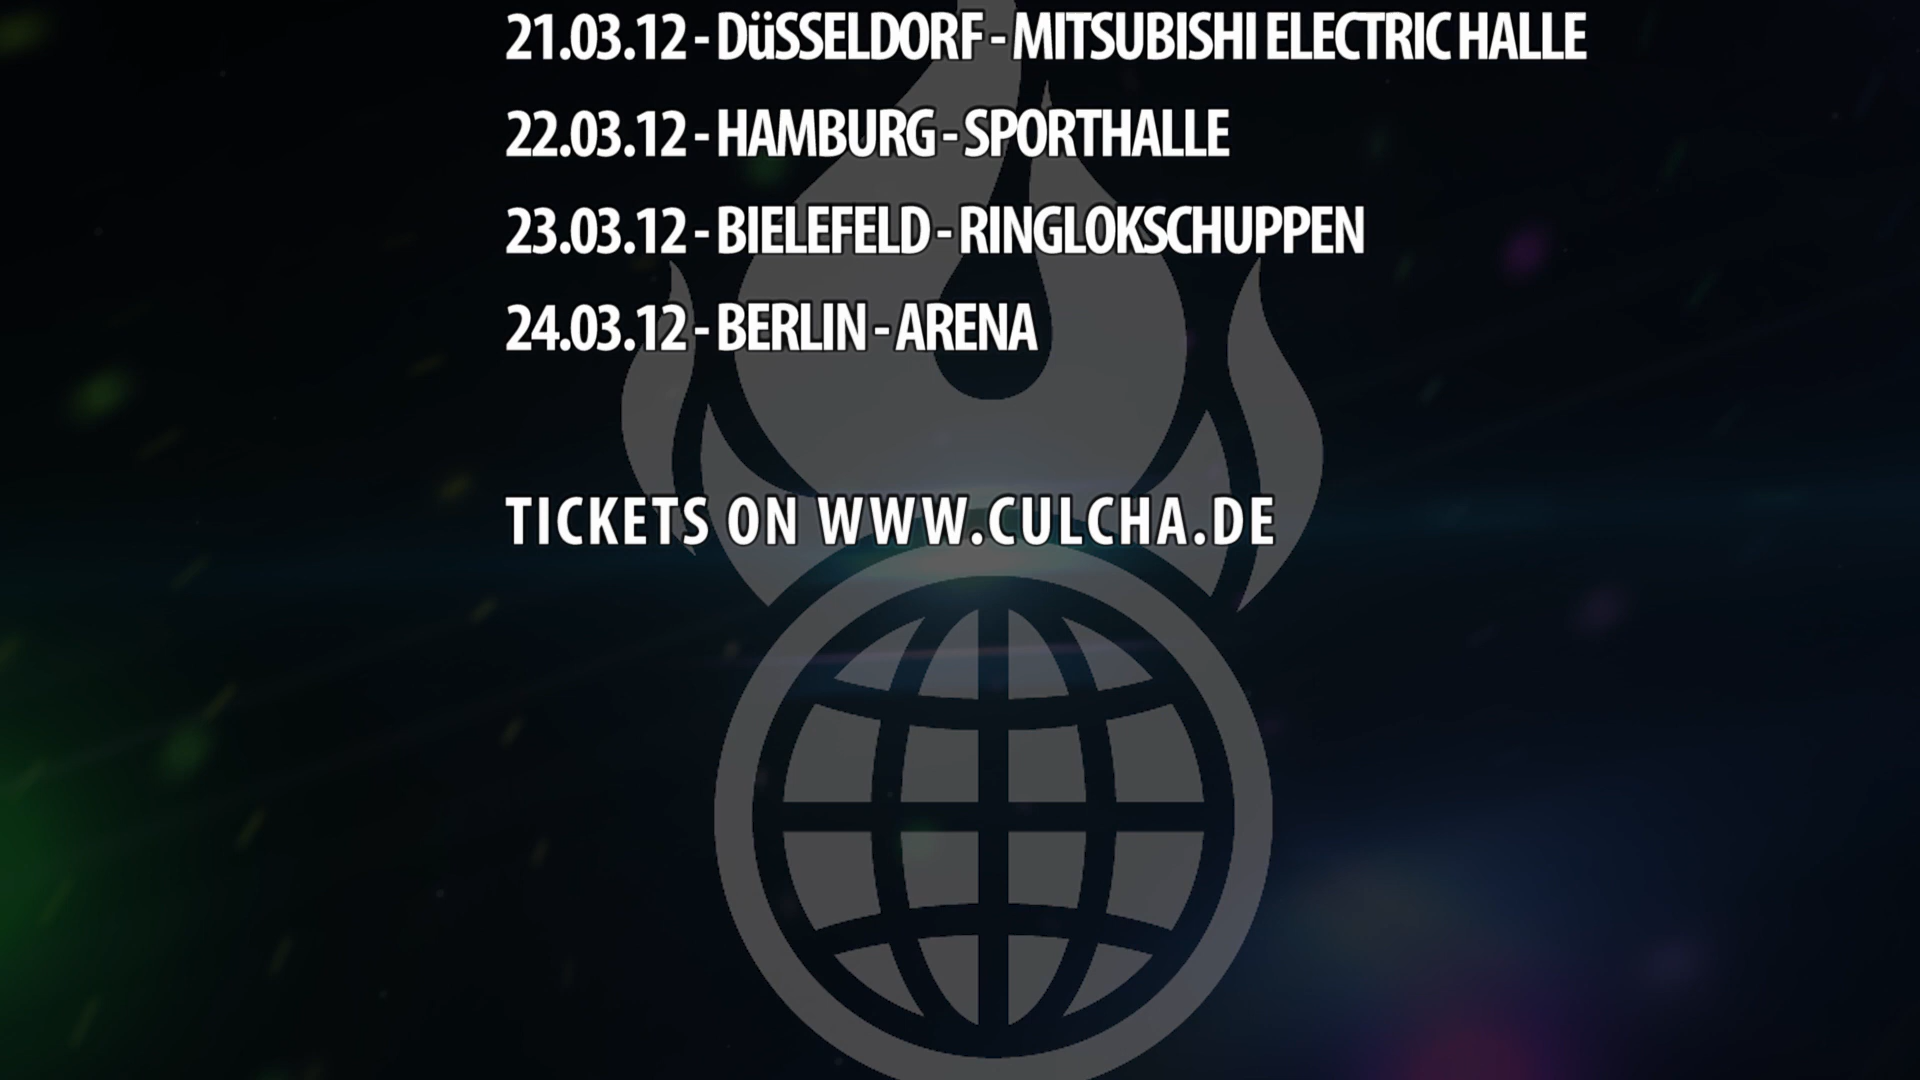 21.03.12 - DüSSELDORF - MITSUBISHI ELECTRIC HALLE
22.03.12 - HAMBURG - SPORTHALLE
23.03.12 - BIELEFELD - RINGLOKSCHUPPEN
24.03.12 - BERLIN - ARENA
TICKETS ON WWW.CULCHA.DE